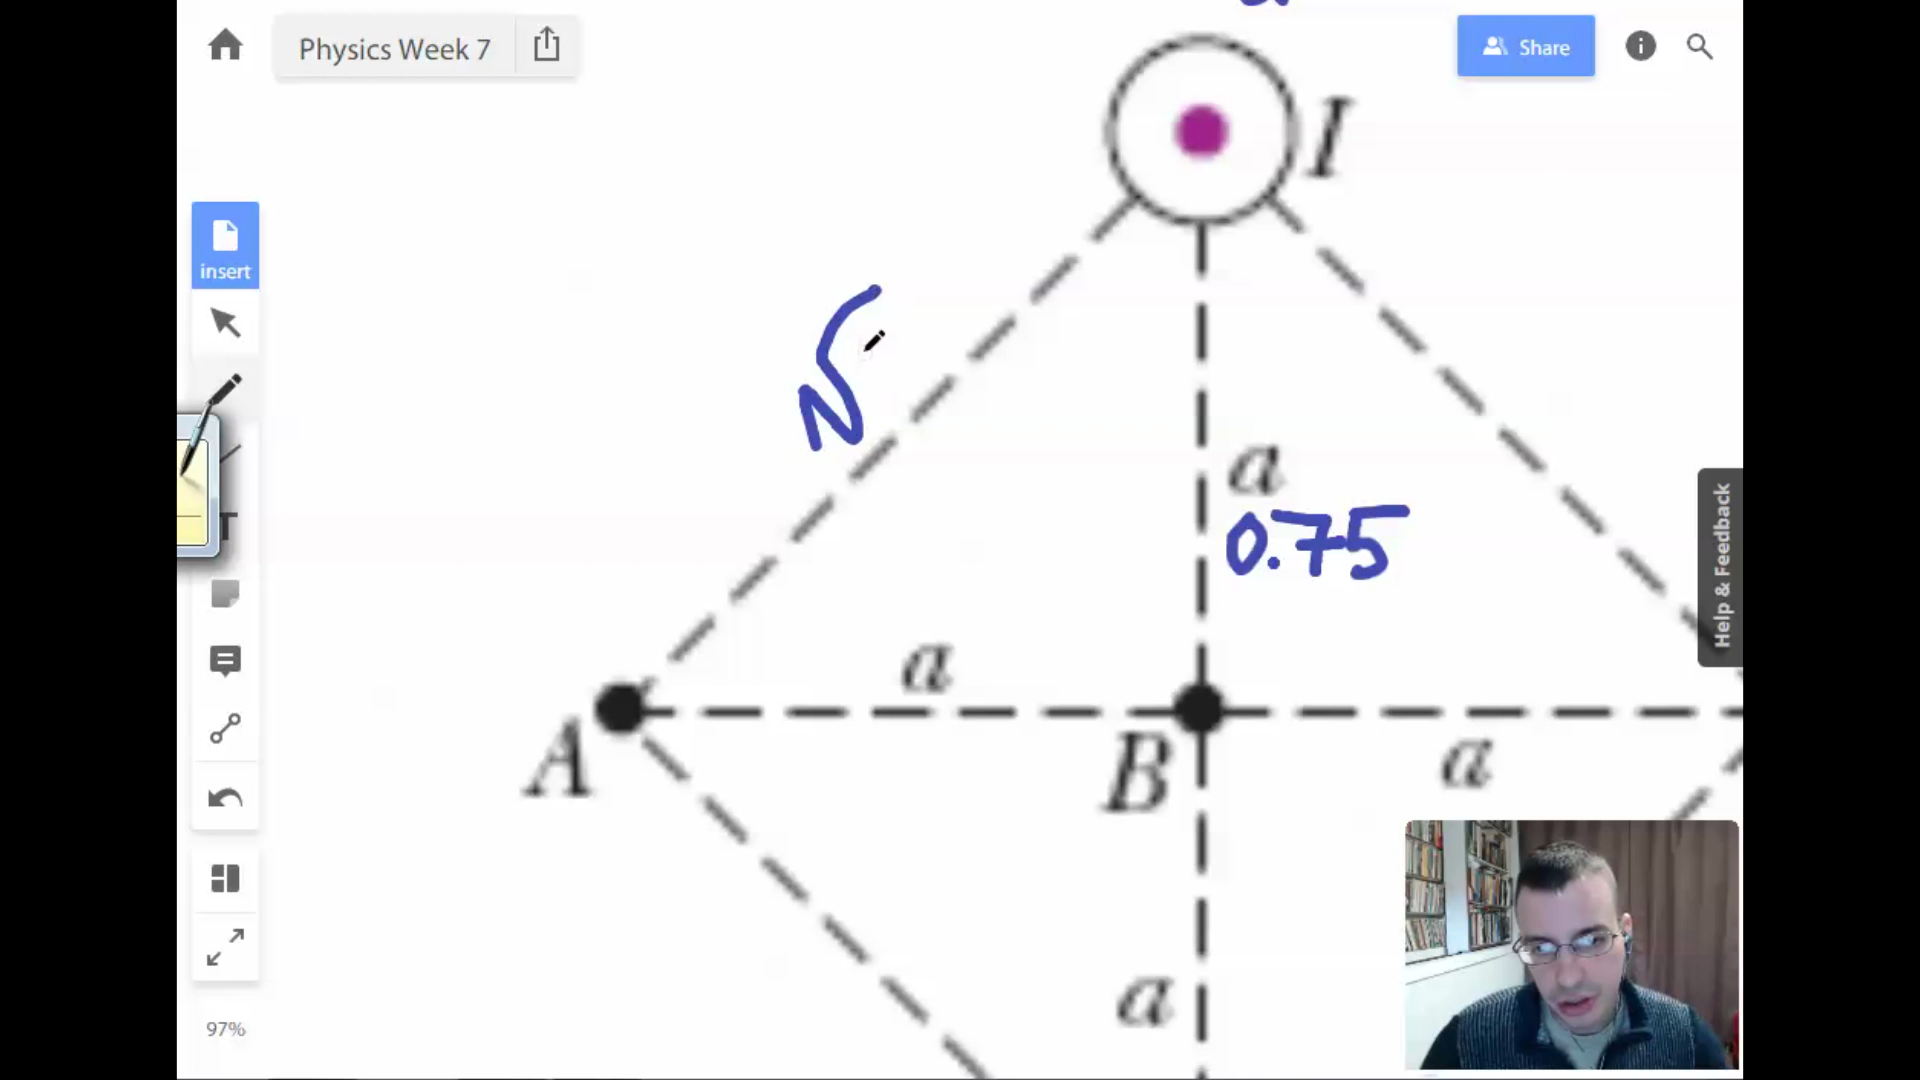 Physics Week 7
Share
I
insert
√
a
0.75
T
a
A
B
a
a
97%
Help & Feedback